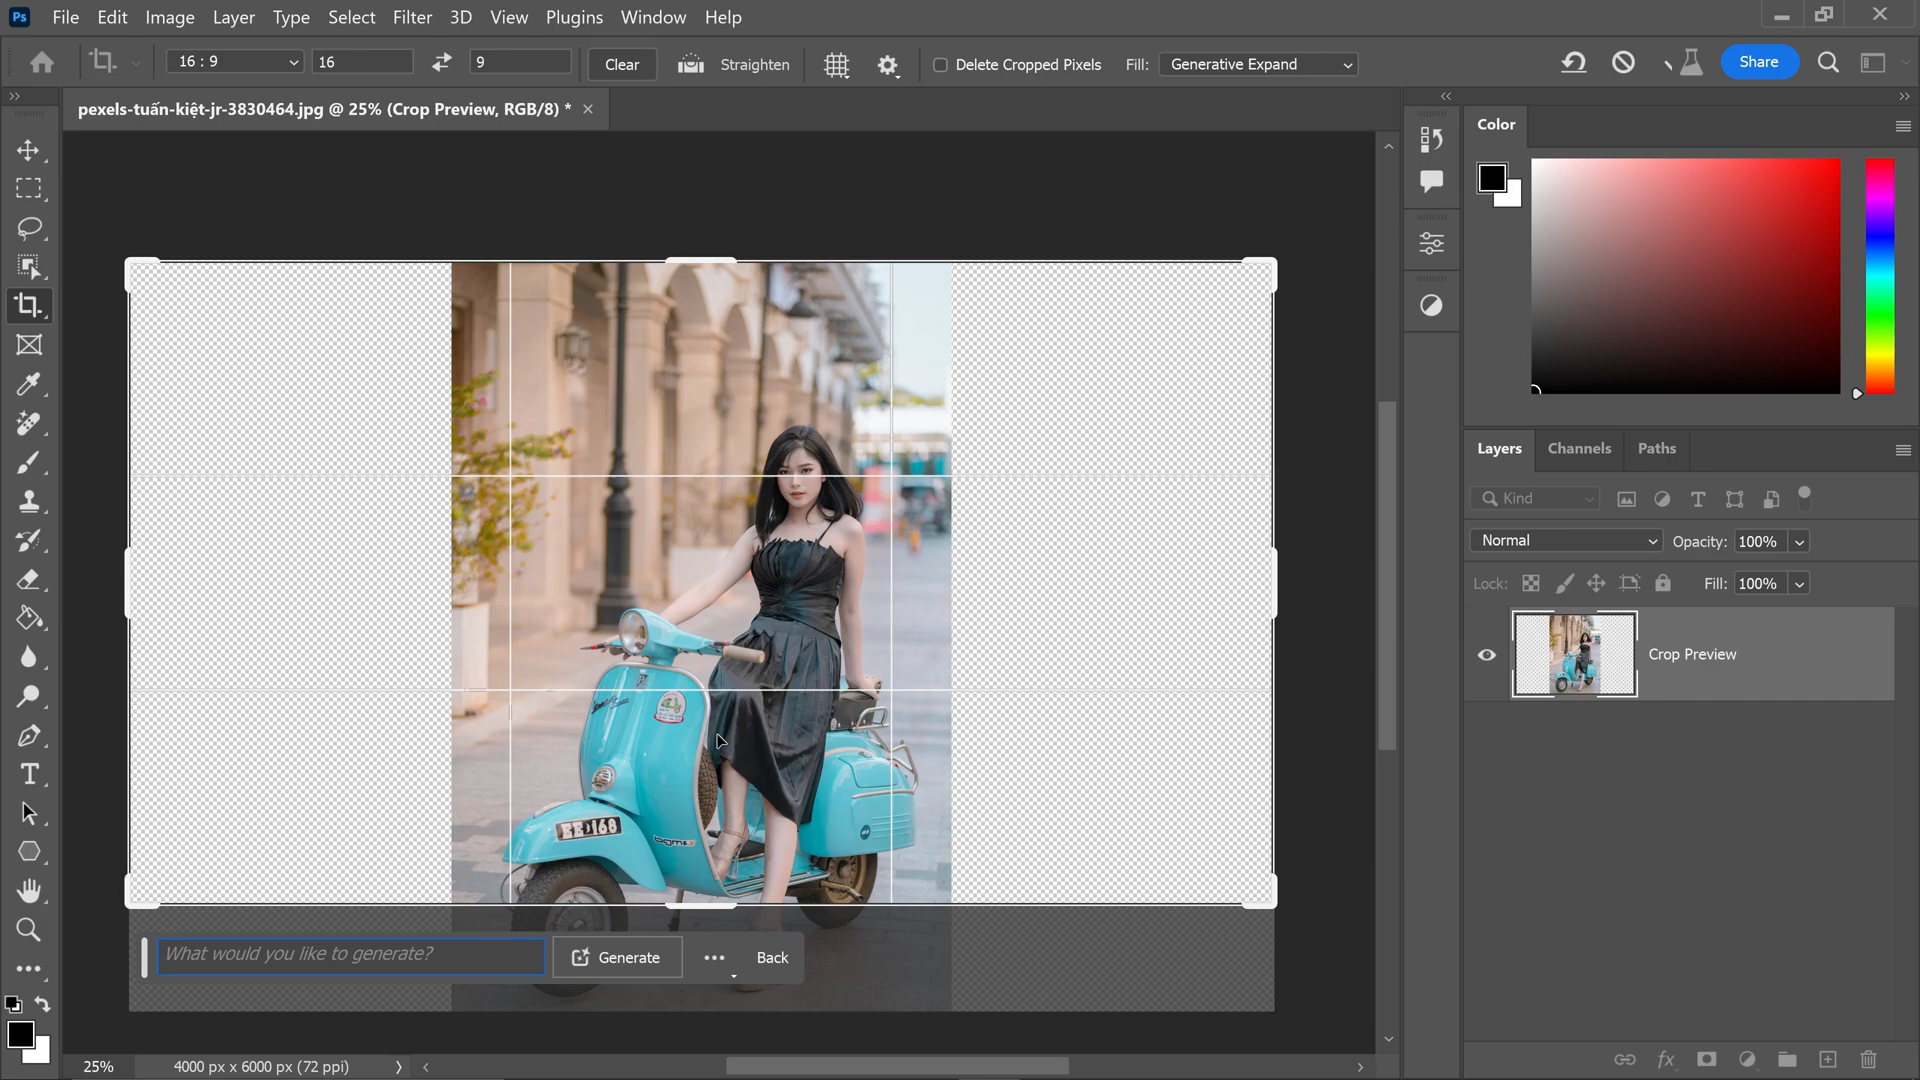 Ps File Edit Image Layer Type Select Filter 3D View Plugins Window Help
16 : 9 16 9 Clear Straighten Delete Cropped Pixels Fill: Generative Expand Share
pexels-tuấn-kiệt-jr-3830464.jpg @ 25% (Crop Preview, RGB/8) *
Color
Layers Channels Paths
Kind
Normal Opacity: 100%
Lock: Fill: 100%
Crop Preview
bgm
What would you like to generate? Generate Back
25% 4000 px x 6000 px (72 ppi)
fx